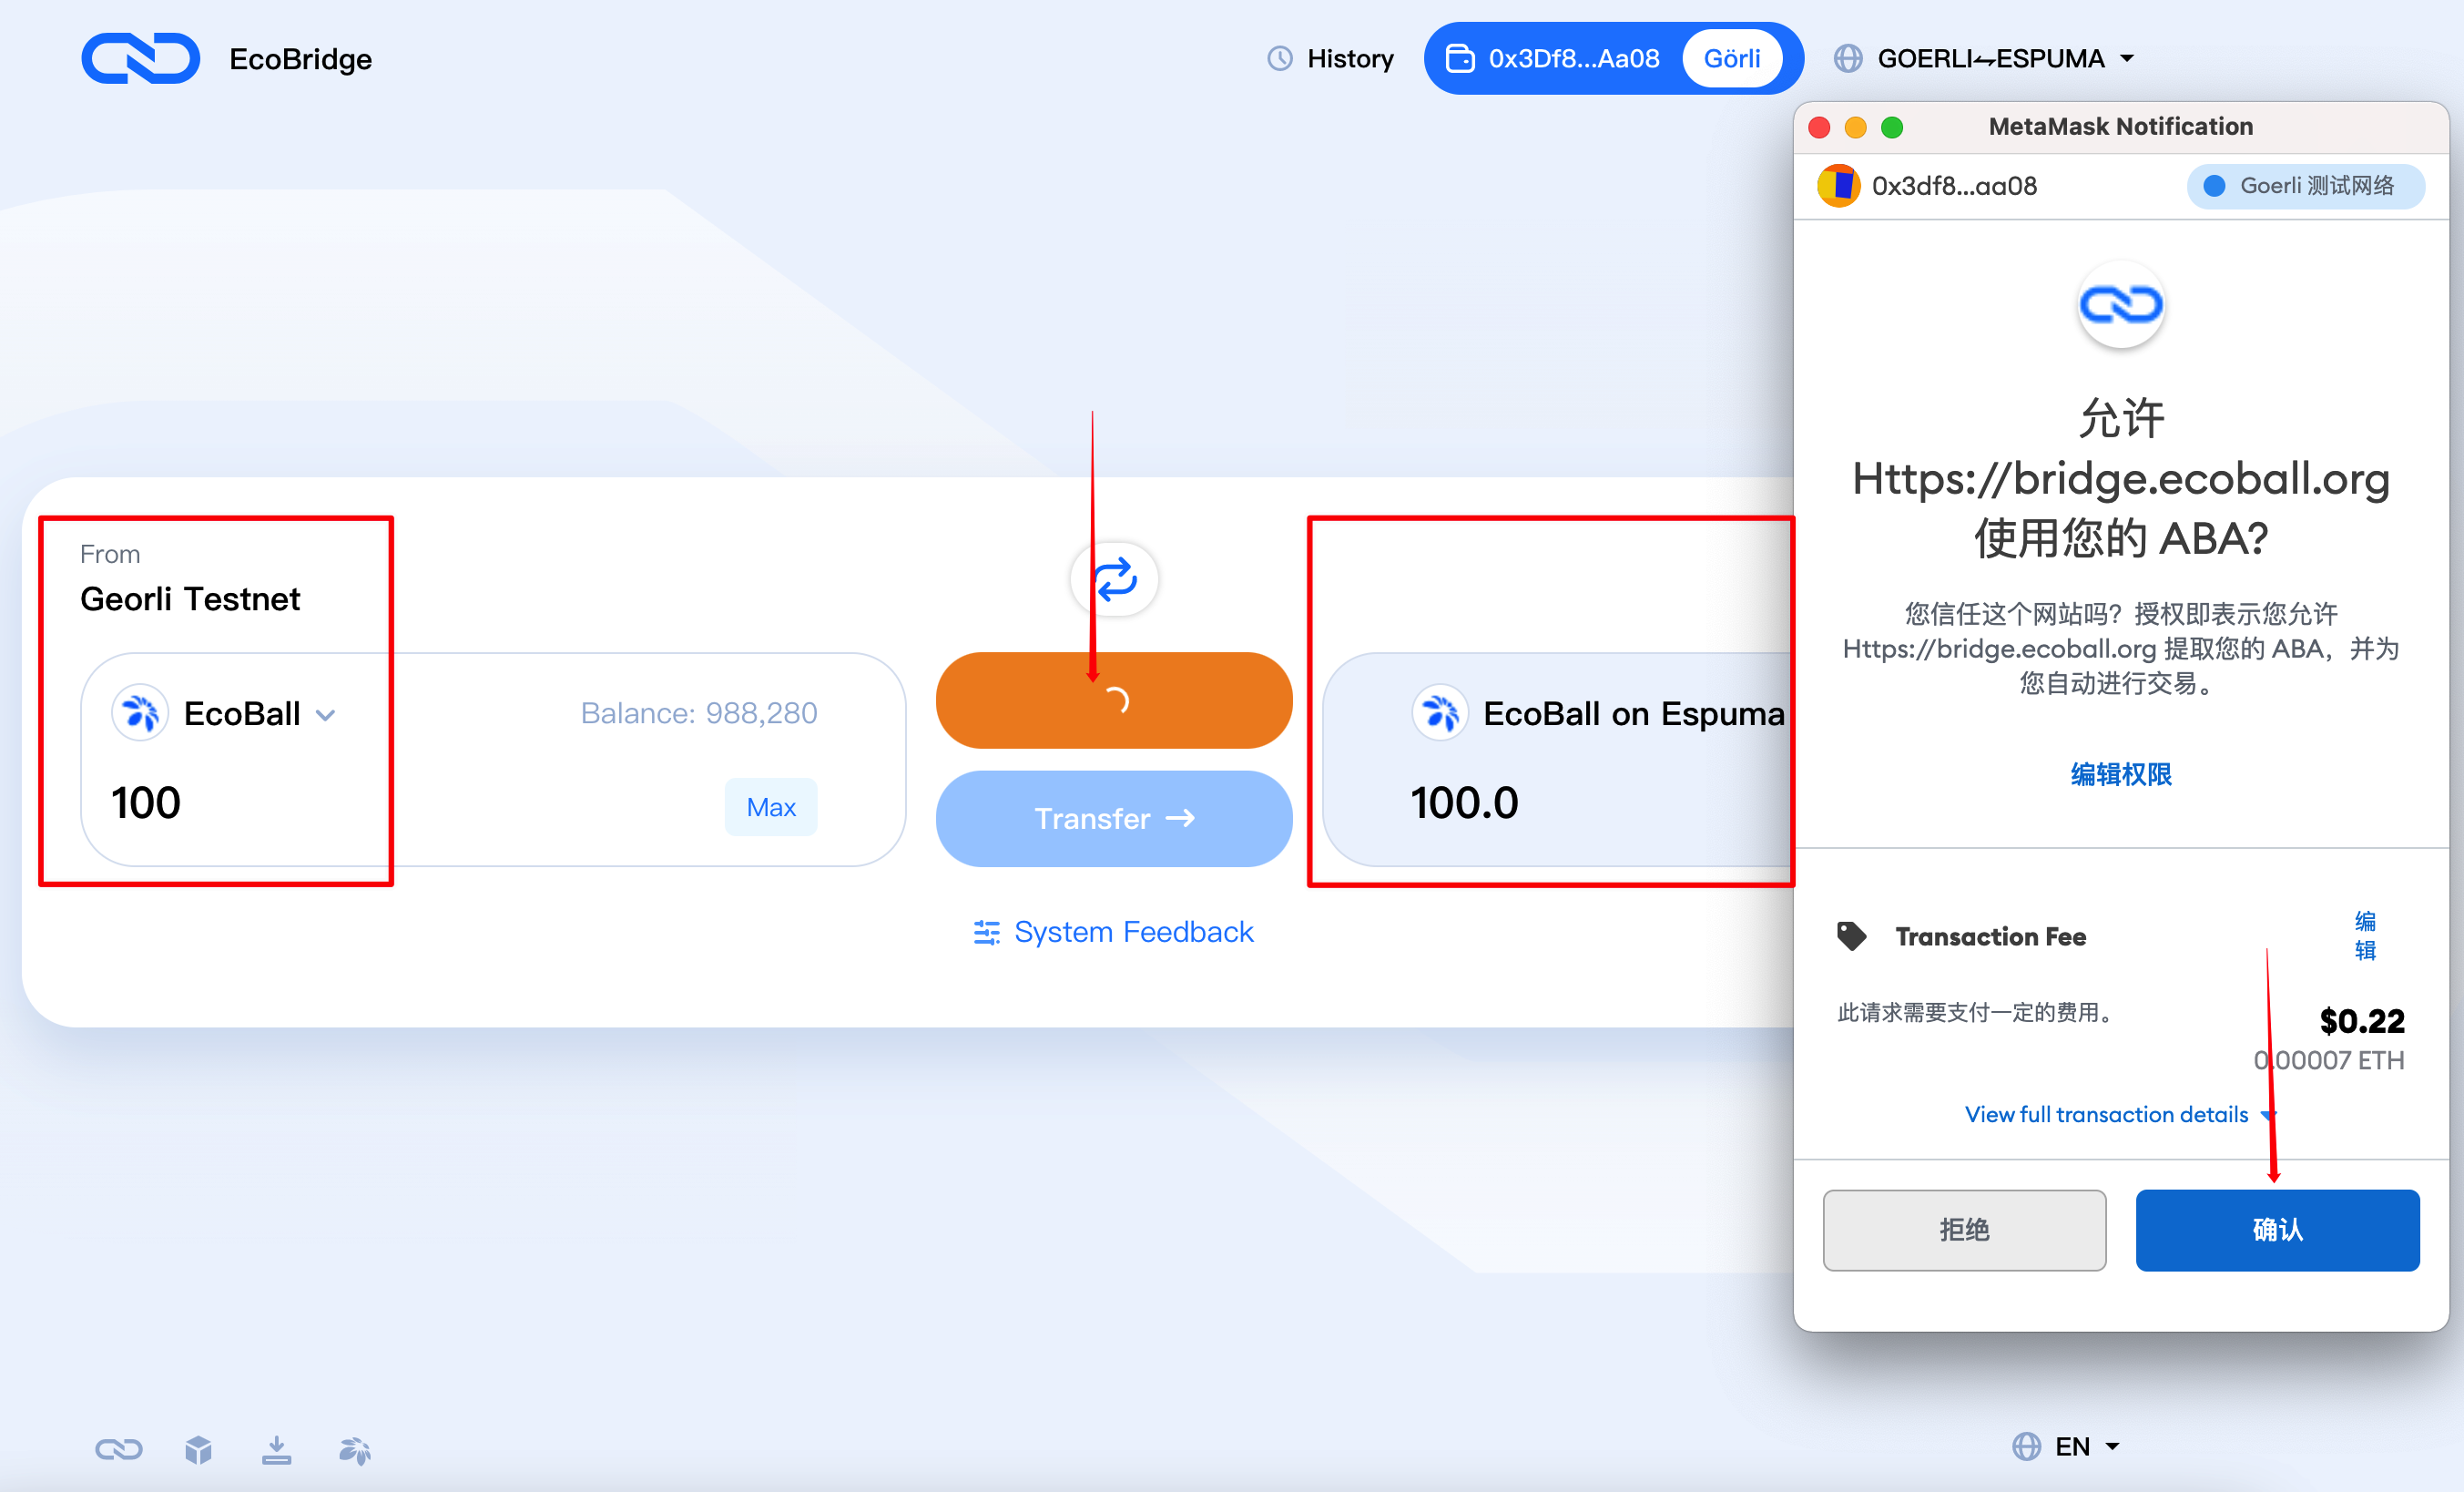 EcoBridge
History
0x3Df8...Aa08
Görli
GOERLI⇌ESPUMA
From
Georli Testnet
EcoBall
Balance: 988,280
100
Max
Transfer →
System Feedback
EcoBall on Espuma
100.0
MetaMask Notification
0x3df8...aa08
Goerli 测试网络
允许
Https://bridge.ecoball.org
使用您的 ABA?
您信任这个网站吗？授权即表示您允许
Https://bridge.ecoball.org 提取您的 ABA，并为
您自动进行交易。
编辑权限
Transaction Fee
编
辑
此请求需要支付一定的费用。
$0.22
0.00007 ETH
View full transaction details
拒绝
确认
EN